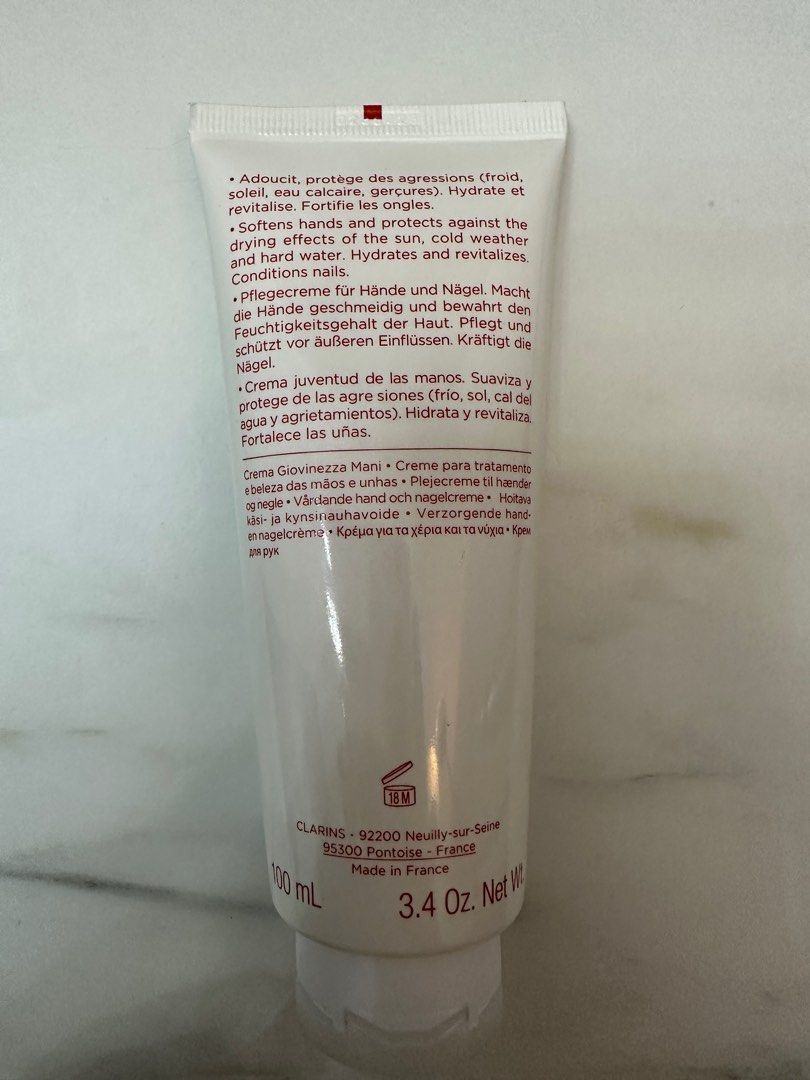 • Adoucit, protège des agressions (froid,
soleil, eau calcaire, gerçures). Hydrate et
revitalise. Fortifie les ongles.
• Softens hands and protects against the
drying effects of the sun, cold weather
and hard water. Hydrates and revitalizes.
Conditions nails.
• Pflegecreme für Hände und Nägel. Macht
die Hände geschmeidig und bewahrt den
Feuchtigkeitsgehalt der Haut. Pflegt und
schützt vor äußeren Einflüssen. Kräftigt die
Nägel.
• Crema juventud de las manos. Suaviza y
protege de las agre siones (frío, sol, cal del
agua y agrietamientos). Hidrata y revitaliza.
Fortalece las uñas.
Crema Giovinezza Mani • Creme para tratamento
e beleza das mãos e unhas • Plejecreme til hænder
og negle • Vårdande hand och nagelcreme • Hoitava
käsi- ja kynsinauhavoide • Verzorgende hand-
en nagelcrème • Κρέμα για τα χέρια και τα νύχια • Крем
для рук
18 M
CLARINS - 92200 Neuilly-sur-Seine
95300 Pontoise - France
Made in France
100 mL
3.4 Oz. Net Wt.